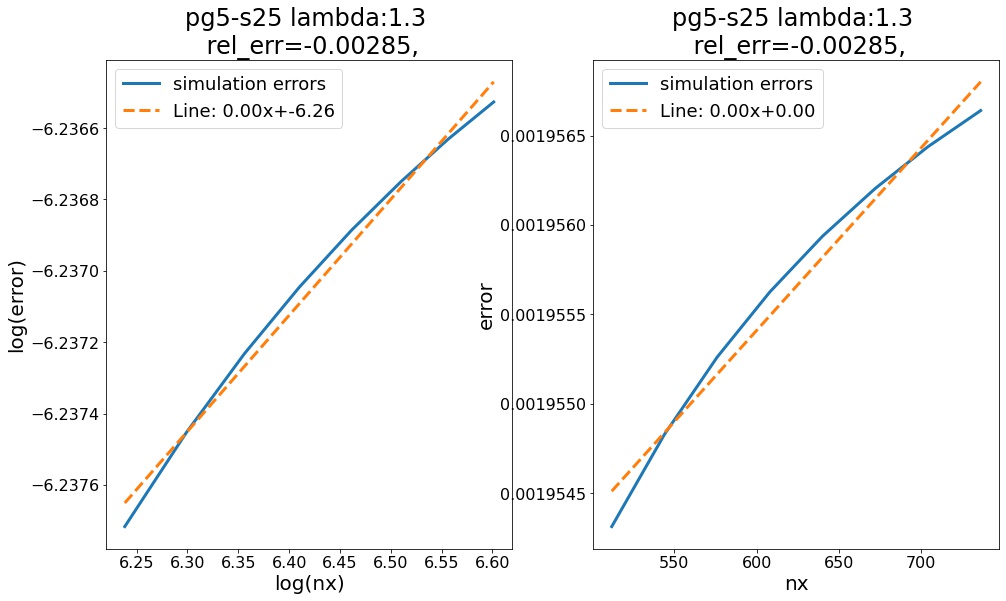 pg5-s25 lambda:1.3
rel_err=-0.00285,
simulation errors
Line: 0.00x+-6.26
−6.2366
−6.2368
−6.2370
−6.2372
−6.2374
−6.2376
log(error)
6.25 6.30 6.35 6.40 6.45 6.50 6.55 6.60
log(nx)
pg5-s25 lambda:1.3
rel_err=-0.00285,
simulation errors
Line: 0.00x+0.00
0.0019565
0.0019560
0.0019555
0.0019550
0.0019545
error
550 600 650 700
nx